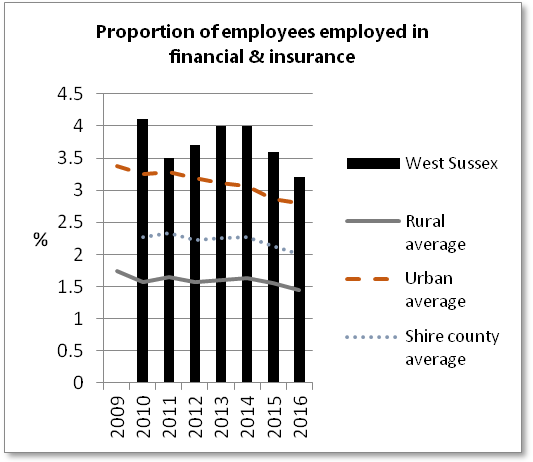 Proportion of employees employed in
financial & insurance
4.5
4
3.5
3
2.5
2
1.5
1
0.5
0
%
2009
2010
2011
2012
2013
2014
2015
2016
West Sussex
Rural
average
Urban
average
Shire county
average